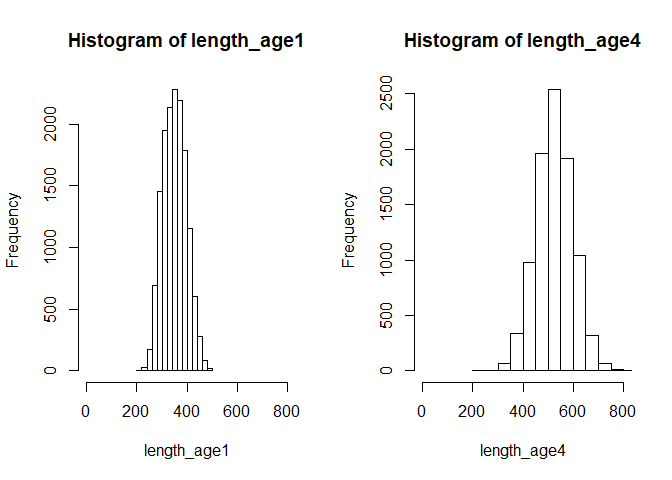 Histogram of length_age1
Frequency
2000
1500
1000
500
0
0 200 400 600 800
length_age1
Histogram of length_age4
Frequency
2500
2000
1500
1000
500
0
0 200 400 600 800
length_age4